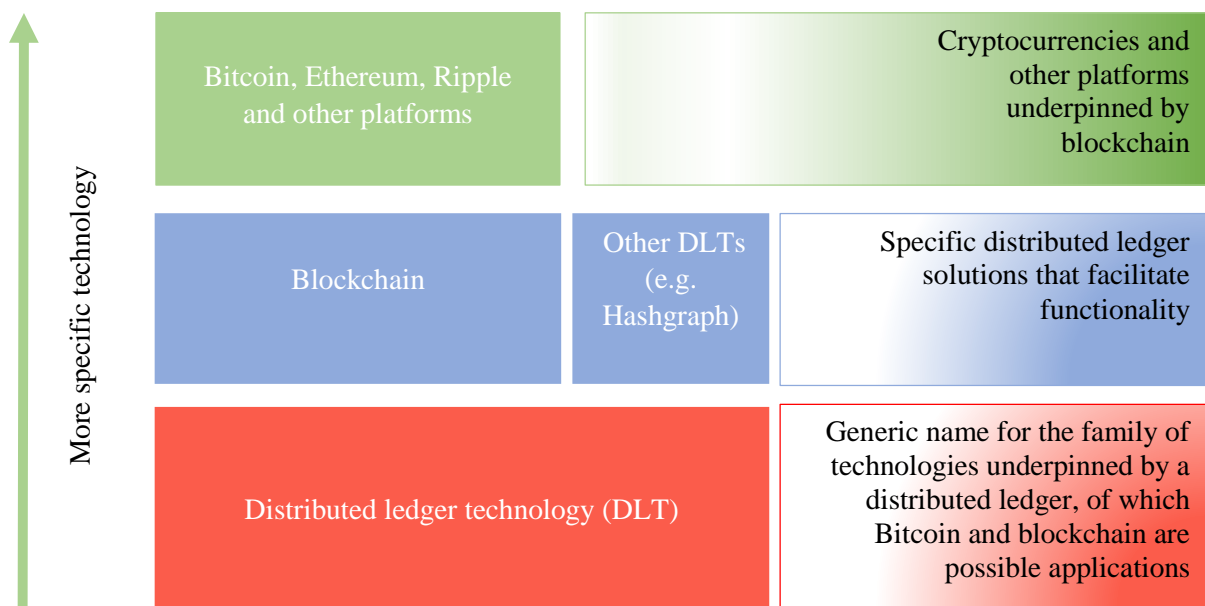 More specific technology
Bitcoin, Ethereum, Ripple
and other platforms
Cryptocurrencies and
other platforms
underpinned by
blockchain
Blockchain
Other DLTs
(e.g.
Hashgraph)
Specific distributed ledger
solutions that facilitate
functionality
Distributed ledger technology (DLT)
Generic name for the family of
technologies underpinned by a
distributed ledger, of which
Bitcoin and blockchain are
possible applications